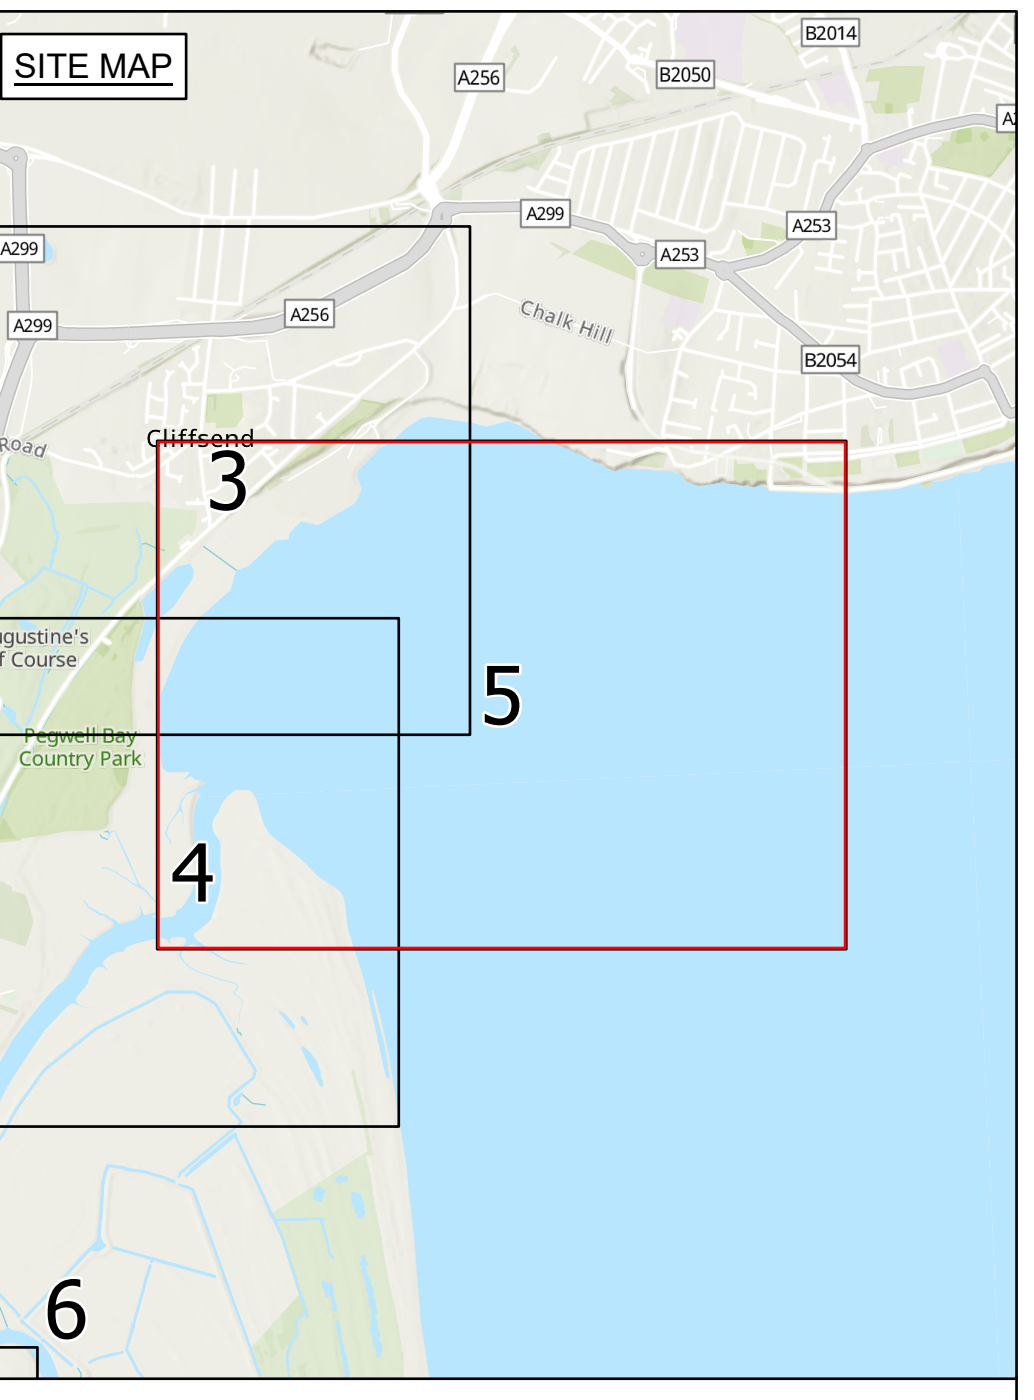 SITE MAP
B2014
A256
B2050
A299
A253
A253
A299
A256
A299
Chalk Hill
B2054
Cliffsend
Road
3
ugustine's
f Course
5
Pegwell Bay
Country Park
4
6